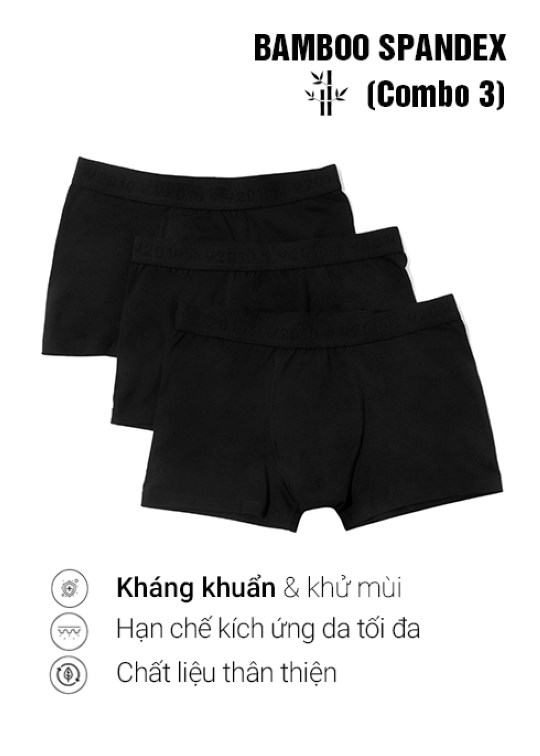 BAMBOO SPANDEX
(Combo 3)
Kháng khuẩn & khử mùi
Hạn chế kích ứng da tối đa
Chất liệu thân thiện